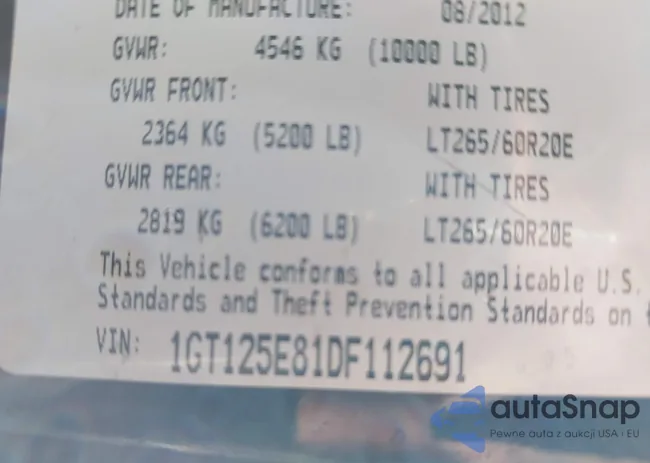 DATE OF MANUFACTURE: 08/2012
GVWR: 4546 KG (10000 LB)
GVWR FRONT: WITH TIRES
2364 KG (5200 LB) LT265/60R20E
GVWR REAR: WITH TIRES
2819 KG (6200 LB) LT265/60R20E
This Vehicle conforms to all applicable U.S.
Standards and Theft Prevention Standards on
VIN: 1GT125E81DF112691
autaSnap
Pewne auta z aukcji USA i EU